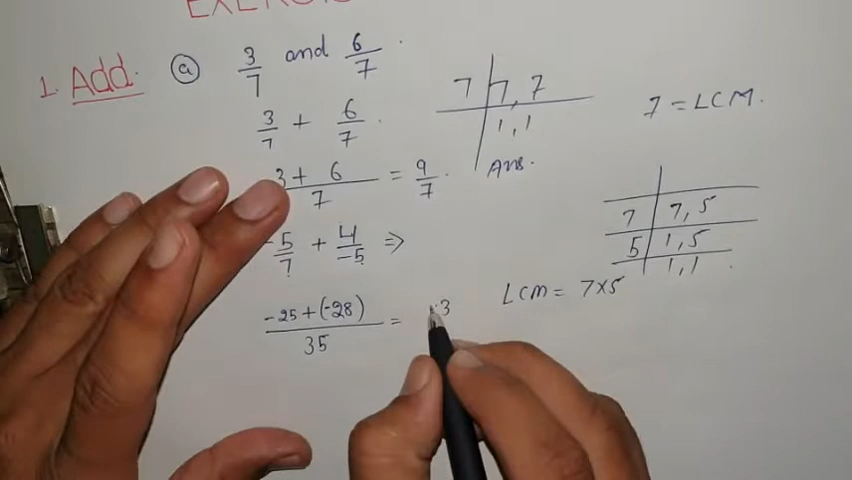 1. Add. (a) 3/7 and 6/7.
3/7 + 6/7.
3 + 6 / 7 = 9/7. Ans.
7 | 7, 7
1, 1
7 = LCM.
-5/7 + 4/-5 ⇒
7 | 7, 5
5 | 1, 5
1, 1
-25 + (-28) / 35 =
LCM = 7×5